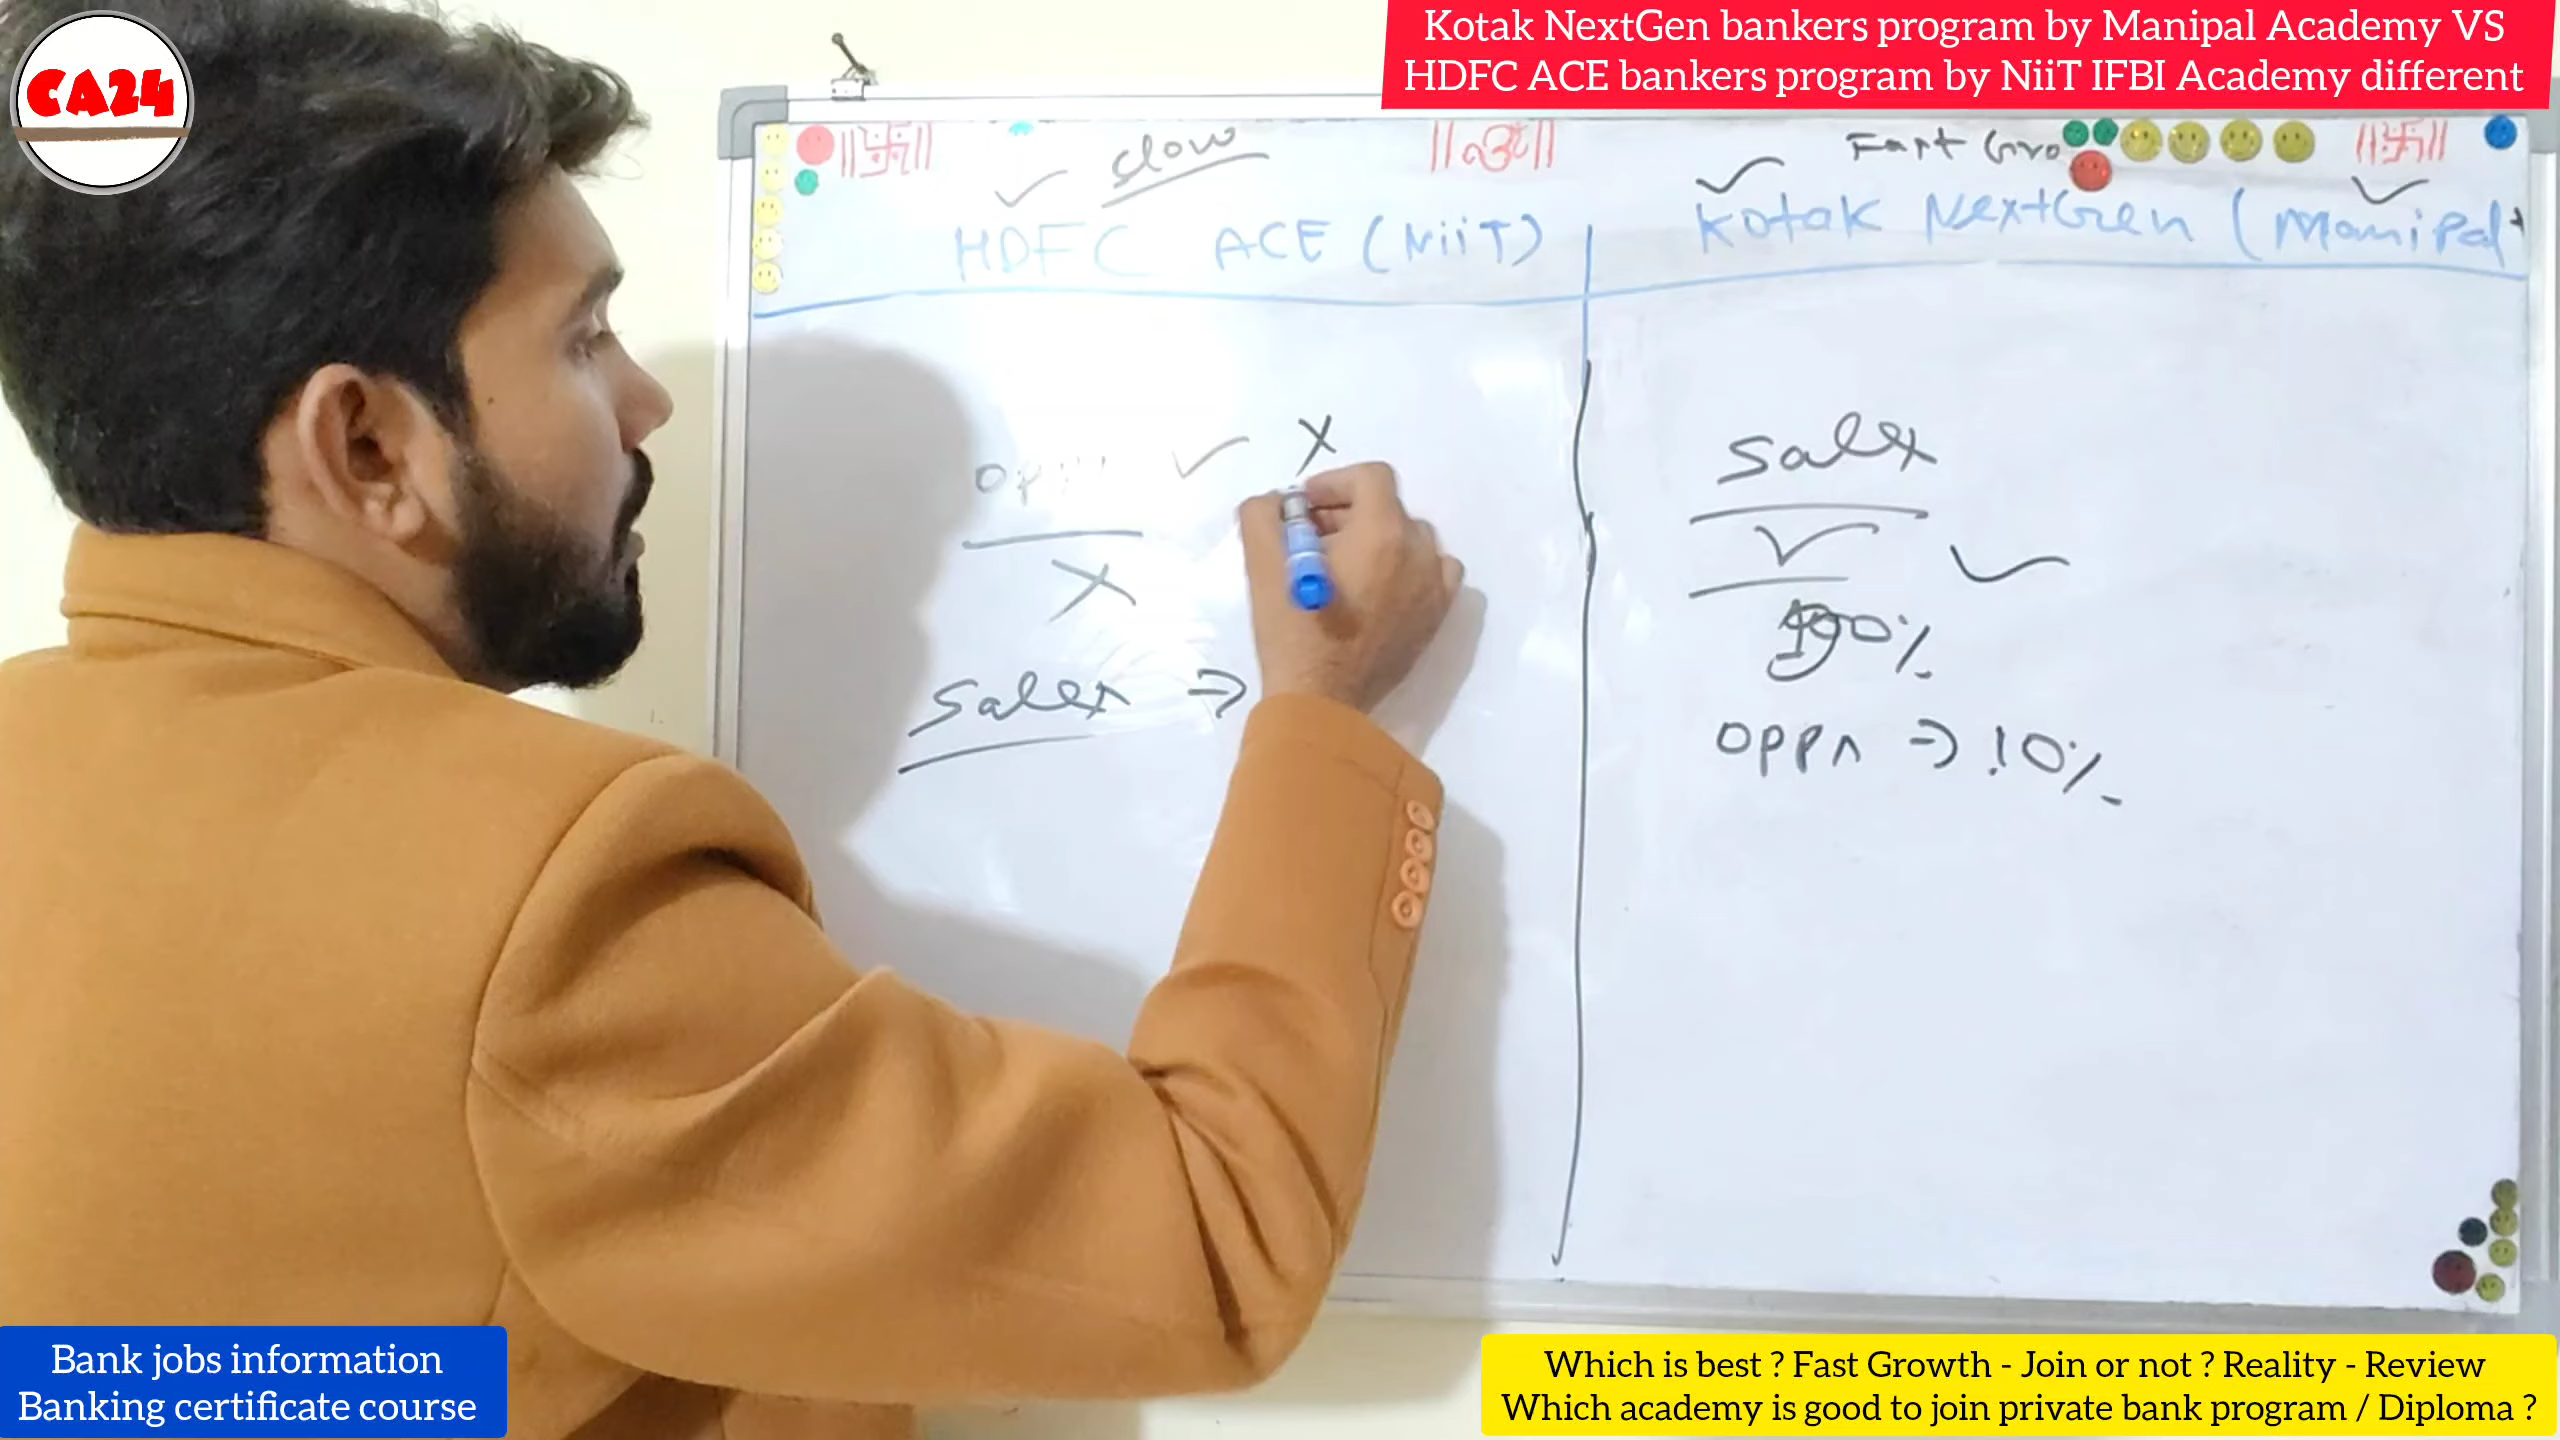 CA24
Kotak NextGen bankers program by Manipal Academy VS
HDFC ACE bankers program by NiiT IFBI Academy different
slow
Fast Gro
HDFC ACE (NiiT)
Kotak NextGen (Manipal
sales
X
✓
X
sales ⇒
oppn ⇒ 10%
Bank jobs information
Banking certificate course
Which is best ? Fast Growth - Join or not ? Reality - Review
Which academy is good to join private bank program / Diploma ?